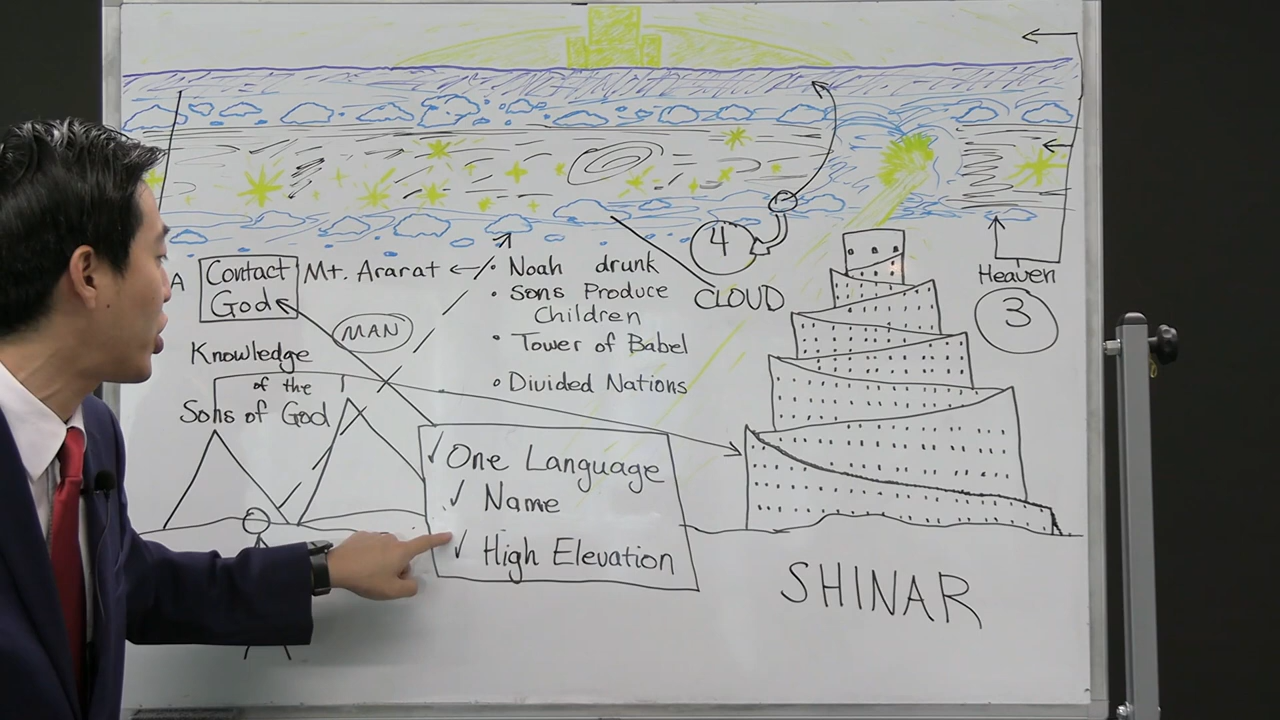 A
Contact
God
Mt. Ararat
• Noah drunk
• Sons Produce
Children
• Tower of Babel
• Divided Nations
4
CLOUD
Heaven
3
MAN
Knowledge
of the
Sons of God
✓ One Language
✓ Name
✓ High Elevation
SHINAR